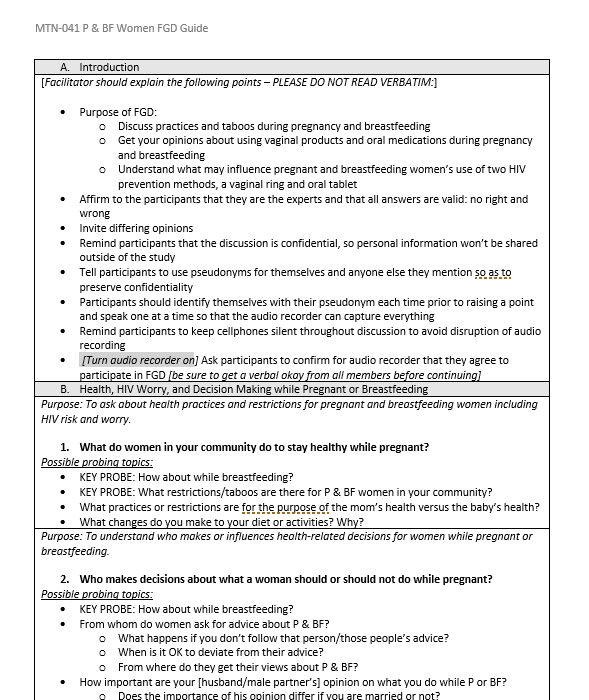 MTN-041 P & BF Women FGD Guide
A. Introduction
[Facilitator should explain the following points – PLEASE DO NOT READ VERBATIM:]
• Purpose of FGD:
o Discuss practices and taboos during pregnancy and breastfeeding
o Get your opinions about using vaginal products and oral medications during pregnancy
and breastfeeding
o Understand what may influence pregnant and breastfeeding women's use of two HIV
prevention methods, a vaginal ring and oral tablet
• Affirm to the participants that they are the experts and that all answers are valid: no right and
wrong
• Invite differing opinions
• Remind participants that the discussion is confidential, so personal information won't be shared
outside of the study
• Tell participants to use pseudonyms for themselves and anyone else they mention so as to
preserve confidentiality
• Participants should identify themselves with their pseudonym each time prior to raising a point
and speak one at a time so that the audio recorder can capture everything
• Remind participants to keep cellphones silent throughout discussion to avoid disruption of audio
recording
• [Turn audio recorder on] Ask participants to confirm for audio recorder that they agree to
participate in FGD [be sure to get a verbal okay from all members before continuing]
B. Health, HIV Worry, and Decision Making while Pregnant or Breastfeeding
Purpose: To ask about health practices and restrictions for pregnant and breastfeeding women including
HIV risk and worry.
1. What do women in your community do to stay healthy while pregnant?
Possible probing topics:
• KEY PROBE: How about while breastfeeding?
• KEY PROBE: What restrictions/taboos are there for P & BF women in your community?
• What practices or restrictions are for the purpose of the mom's health versus the baby's health?
• What changes do you make to your diet or activities? Why?
Purpose: To understand who makes or influences health-related decisions for women while pregnant or
breastfeeding.
2. Who makes decisions about what a woman should or should not do while pregnant?
Possible probing topics:
• KEY PROBE: How about while breastfeeding?
• From whom do women ask for advice about P & BF?
o What happens if you don't follow that person/those people's advice?
o When is it OK to deviate from their advice?
o From where do they get their views about P & BF?
• How important are your [husband/male partner's] opinion on what you do while P or BF?
o Does the importance of his opinion differ if you are married or not?